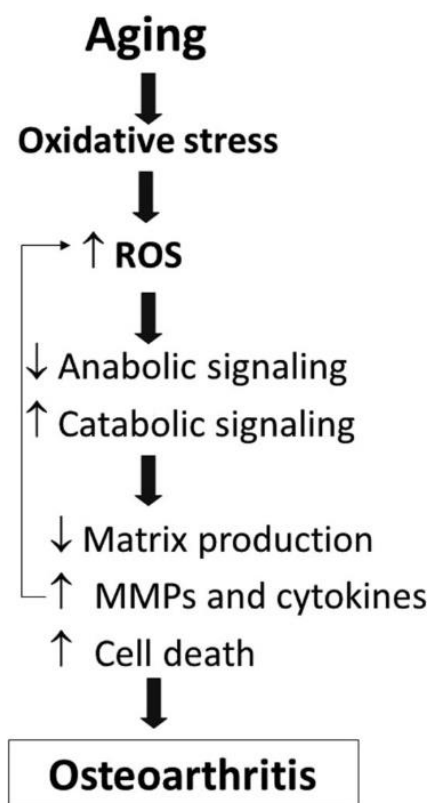 Aging
Oxidative stress
↑ ROS
↓ Anabolic signaling
↑ Catabolic signaling
↓ Matrix production
↑ MMPs and cytokines
↑ Cell death
Osteoarthritis